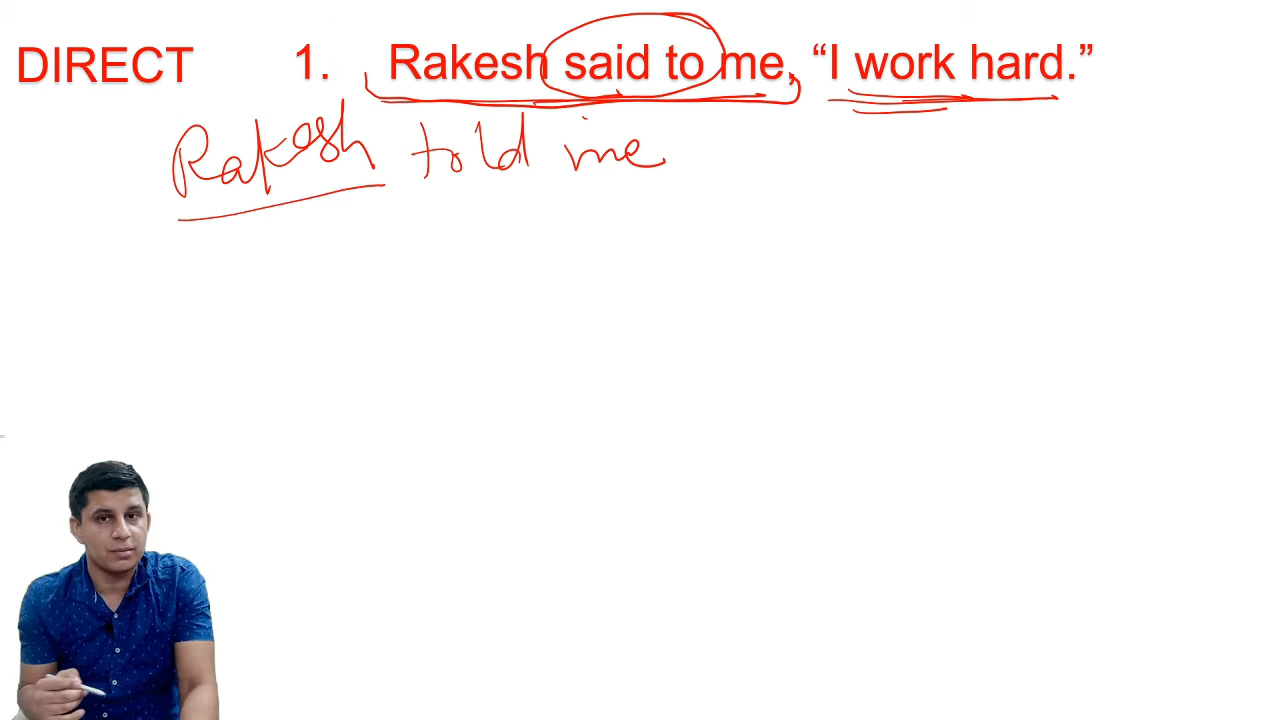 DIRECT 1. Rakesh said to me, “I work hard.”
Rakesh told me